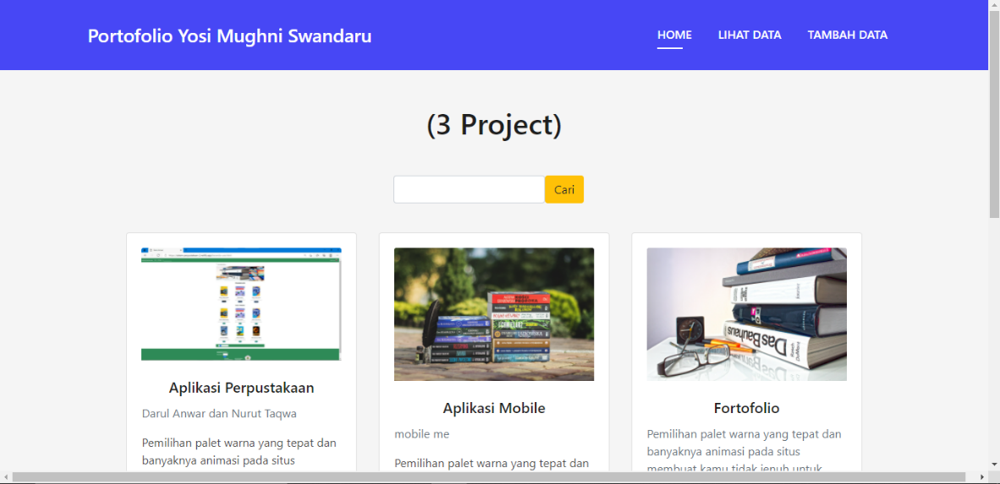 Portofolio Yosi Mughni Swandaru
HOME
LIHAT DATA
TAMBAH DATA
(3 Project)
Cari
Das Bauhaus
Aplikasi Perpustakaan
Darul Anwar dan Nurut Taqwa
Pemilihan palet warna yang tepat dan
banyaknya animasi pada situs
Aplikasi Mobile
mobile me
Pemilihan palet warna yang tepat dan
Fortofolio
Pemilihan palet warna yang tepat dan
banyaknya animasi pada situs
membuat kamu tidak jenuh untuk